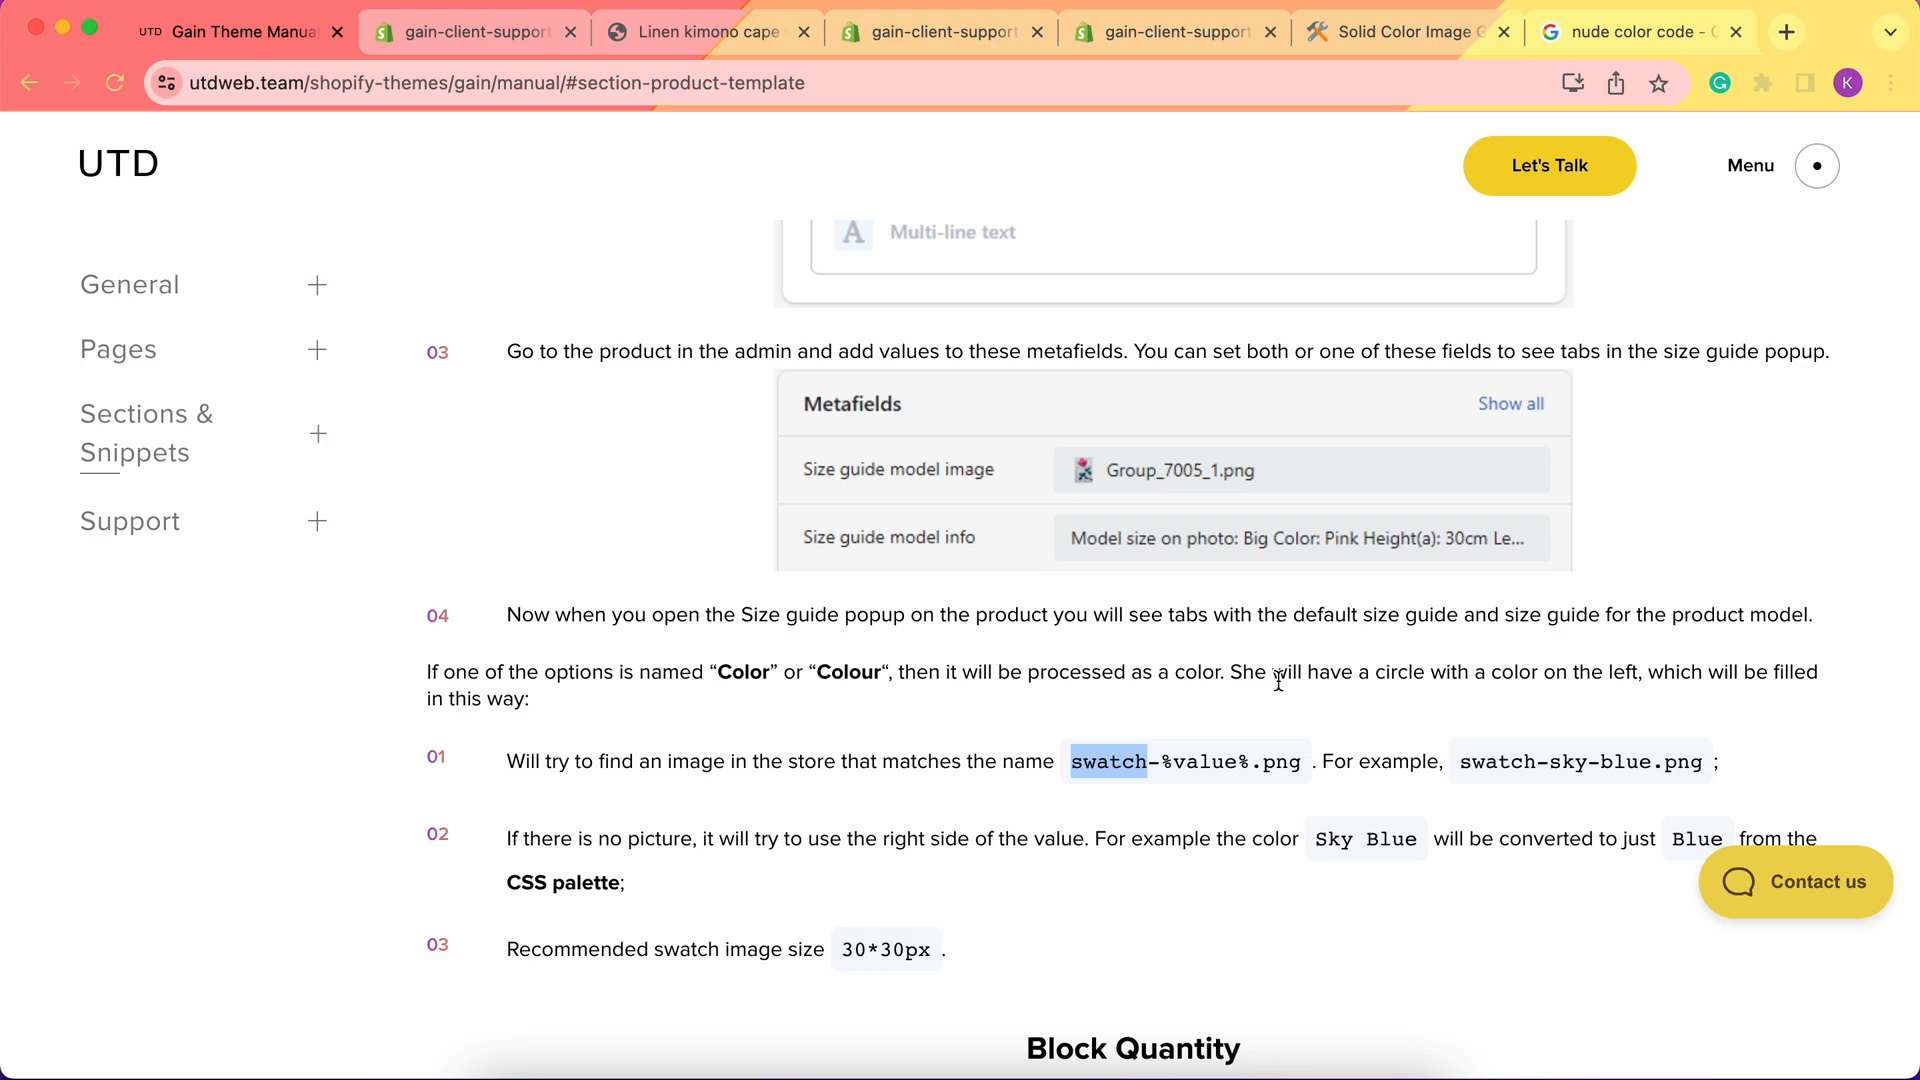 UTD Gain Theme Manual
gain-client-support
Linen kimono cape
gain-client-support
gain-client-support
Solid Color Image G
nude color code - G
utdweb.team/shopify-themes/gain/manual/#section-product-template
K
UTD
Let's Talk
Menu
General
Pages
Sections &
Snippets
Support
A Multi-line text
03 Go to the product in the admin and add values to these metafields. You can set both or one of these fields to see tabs in the size guide popup.
Metafields Show all
Size guide model image Group_7005_1.png
Size guide model info Model size on photo: Big Color: Pink Height(a): 30cm Le...
04 Now when you open the Size guide popup on the product you will see tabs with the default size guide and size guide for the product model.
If one of the options is named “Color” or “Colour“, then it will be processed as a color. She will have a circle with a color on the left, which will be filled
in this way:
01 Will try to find an image in the store that matches the name swatch-%value%.png . For example, swatch-sky-blue.png ;
02 If there is no picture, it will try to use the right side of the value. For example the color Sky Blue will be converted to just Blue from the
CSS palette;
Contact us
03 Recommended swatch image size 30*30px .
Block Quantity